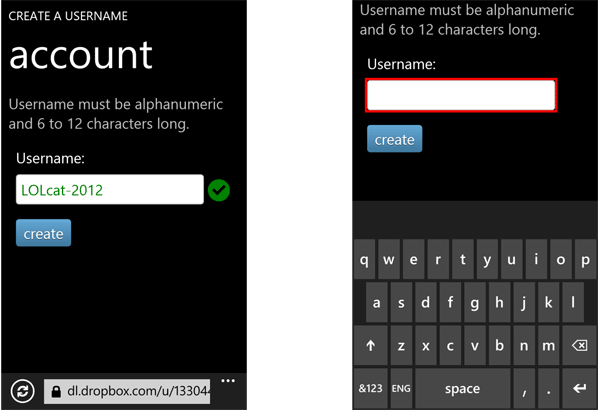 CREATE A USERNAME
account
Username must be alphanumeric
and 6 to 12 characters long.
Username:
LOLcat-2012
create
dl.dropbox.com/u/13304
...
Username must be alphanumeric
and 6 to 12 characters long.
Username:
create
q w e r t y u i o p
a s d f g h j k l
z x c v b n m
&123 ENG space , .